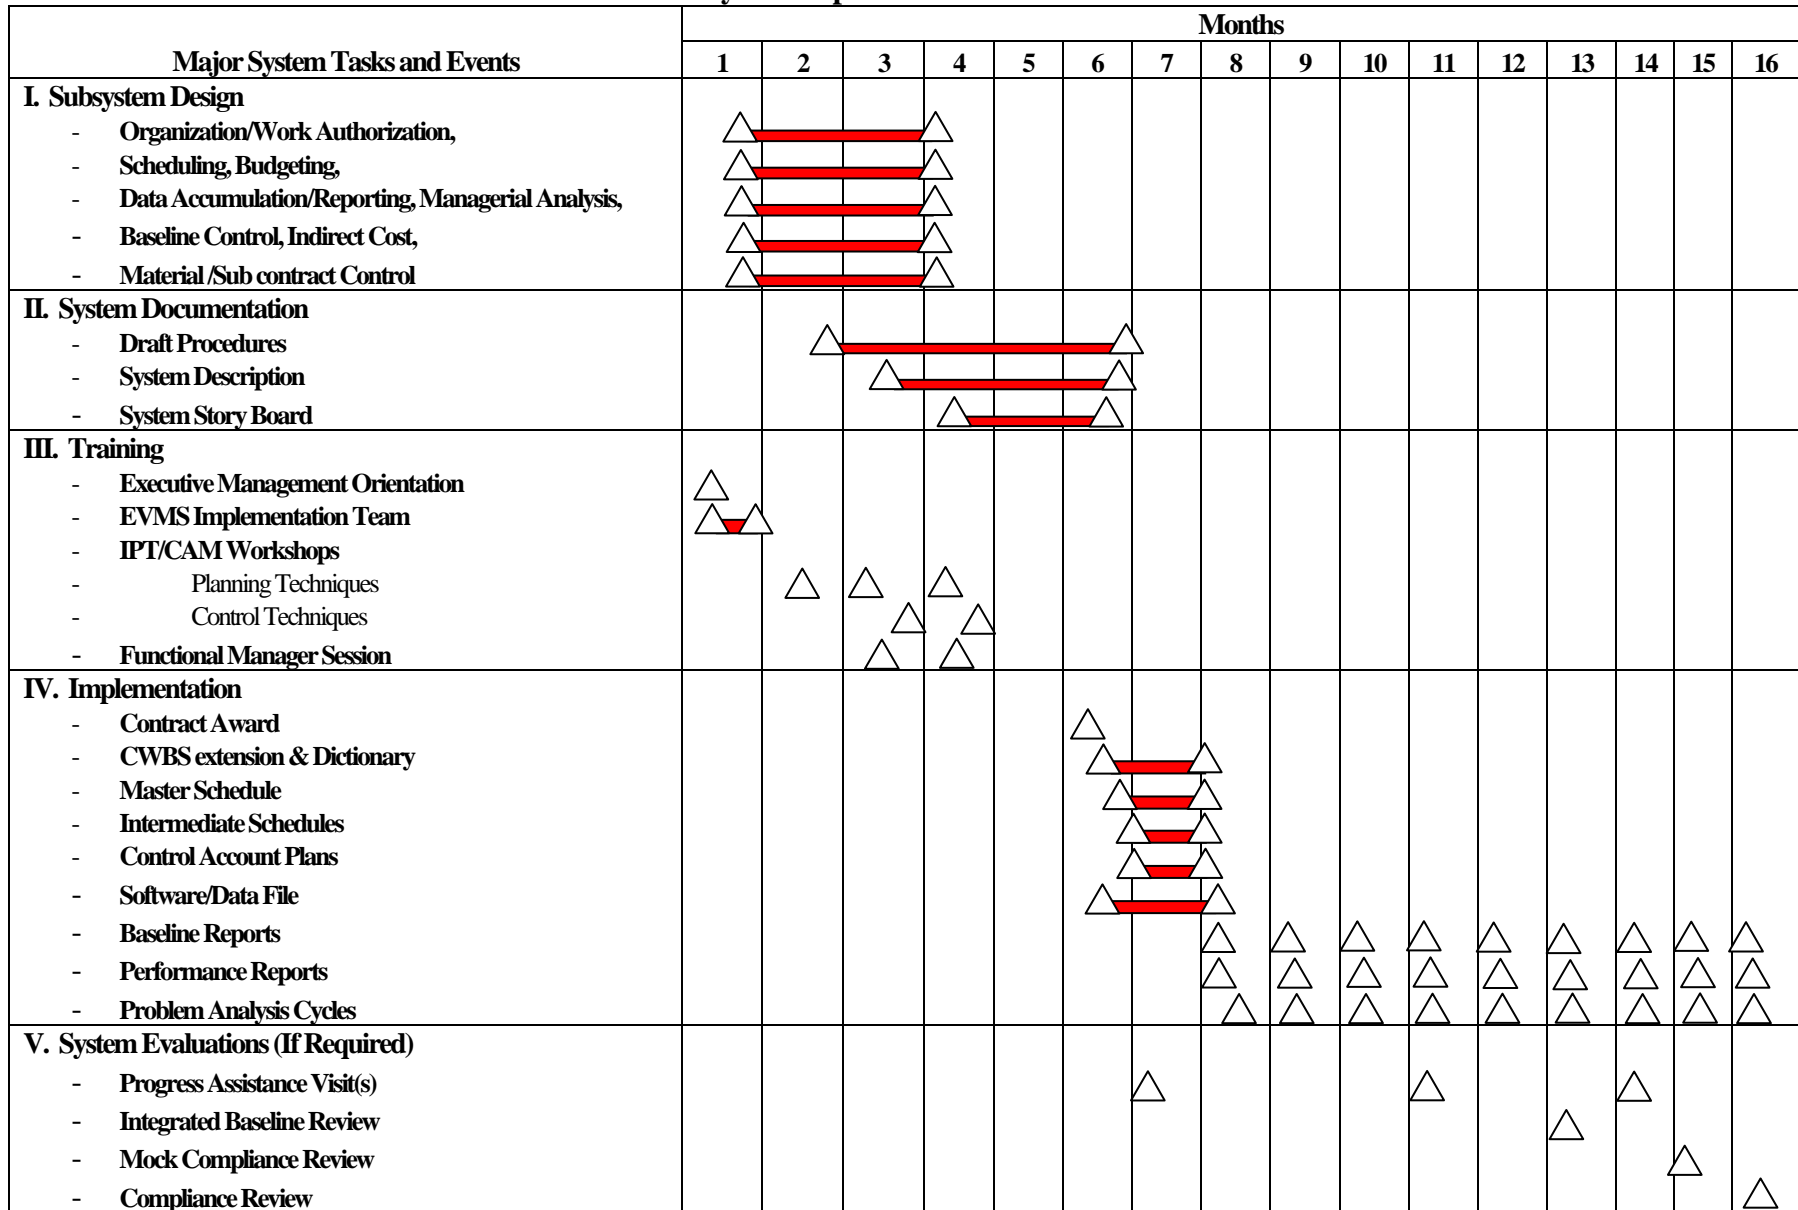 Months
Major System Tasks and Events 1 2 3 4 5 6 7 8 9 10 11 12 13 14 15 16
I. Subsystem Design
- Organization/Work Authorization,
- Scheduling, Budgeting,
- Data Accumulation/Reporting, Managerial Analysis,
- Baseline Control, Indirect Cost,
- Material /Sub contract Control
II. System Documentation
- Draft Procedures
- System Description
- System Story Board
III. Training
- Executive Management Orientation
- EVMS Implementation Team
- IPT/CAM Workshops
- Planning Techniques
- Control Techniques
- Functional Manager Session
IV. Implementation
- Contract Award
- CWBS extension & Dictionary
- Master Schedule
- Intermediate Schedules
- Control Account Plans
- Software/Data File
- Baseline Reports
- Performance Reports
- Problem Analysis Cycles
V. System Evaluations (If Required)
- Progress Assistance Visit(s)
- Integrated Baseline Review
- Mock Compliance Review
- Compliance Review